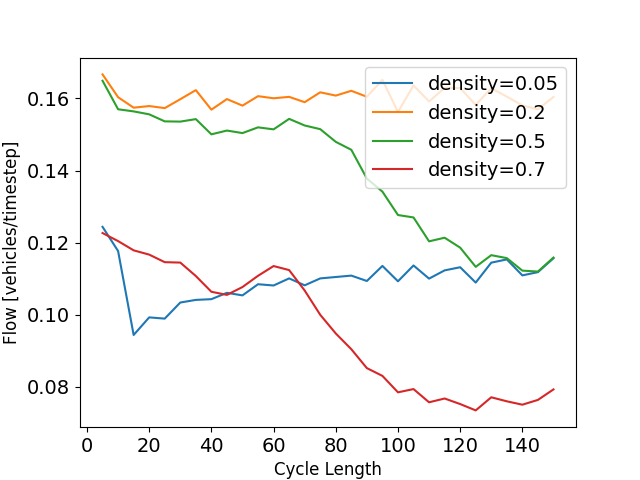 density=0.05
density=0.2
density=0.5
density=0.7
0.16
0.14
0.12
0.10
0.08
Flow [vehicles/timestep]
0 20 40 60 80 100 120 140
Cycle Length